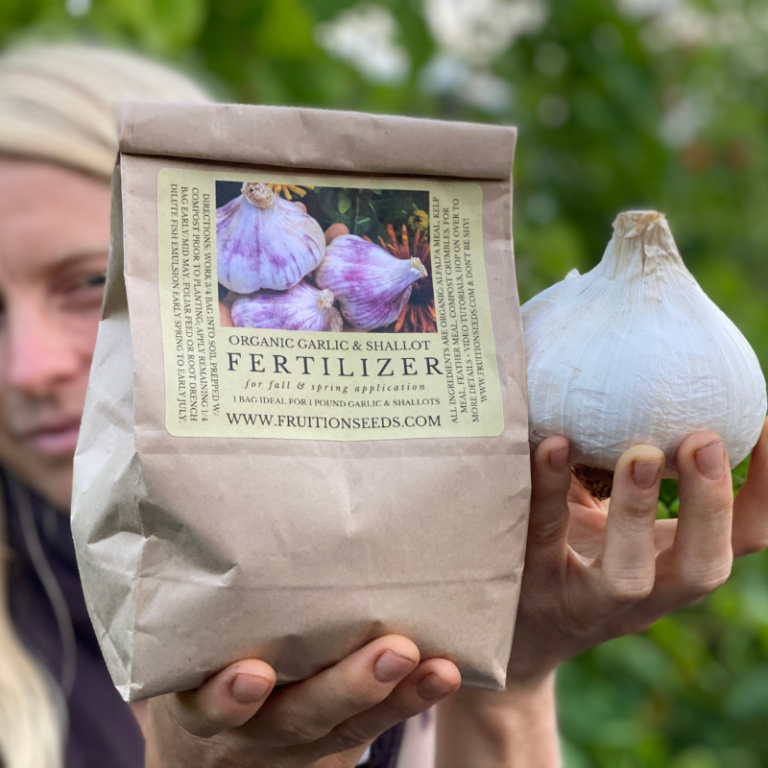 DIRECTIONS: WORK 3/4 BAG INTO SOIL PREPPED W/
COMPOST PRIOR TO PLANTING; APPLY REMAINING 1/4
BAG EARLY/MID MAY. FOLIAR FEED OR ROOT DRENCH
DILUTE FISH EMULSION EARLY SPRING TO EARLY JULY.
ORGANIC GARLIC & SHALLOT
FERTILIZER
for fall & spring application
1 BAG IDEAL FOR 1 POUND GARLIC & SHALLOTS
WWW.FRUITIONSEEDS.COM
ALL INGREDIENTS ARE ORGANIC: ALFALFA MEAL, KELP
MEAL, FEATHER MEAL, COMPOST CRUMBLES. FOR
MORE DETAILS + VIDEO TUTORIALS, HOP ON OVER TO
WWW.FRUITIONSEEDS.COM & DON'T BE SHY!